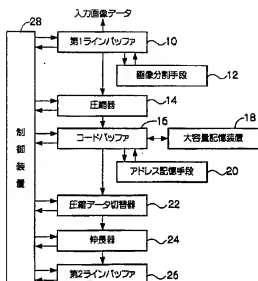 28
入力画像データ
第1ラインバッファ
10
画像分割手段
12
圧縮器
14
18
コードバッファ
16
大容量記憶装置
アドレス記憶手段
20
制御装置
圧縮データ切替器
22
伸長器
24
第2ラインバッファ
26